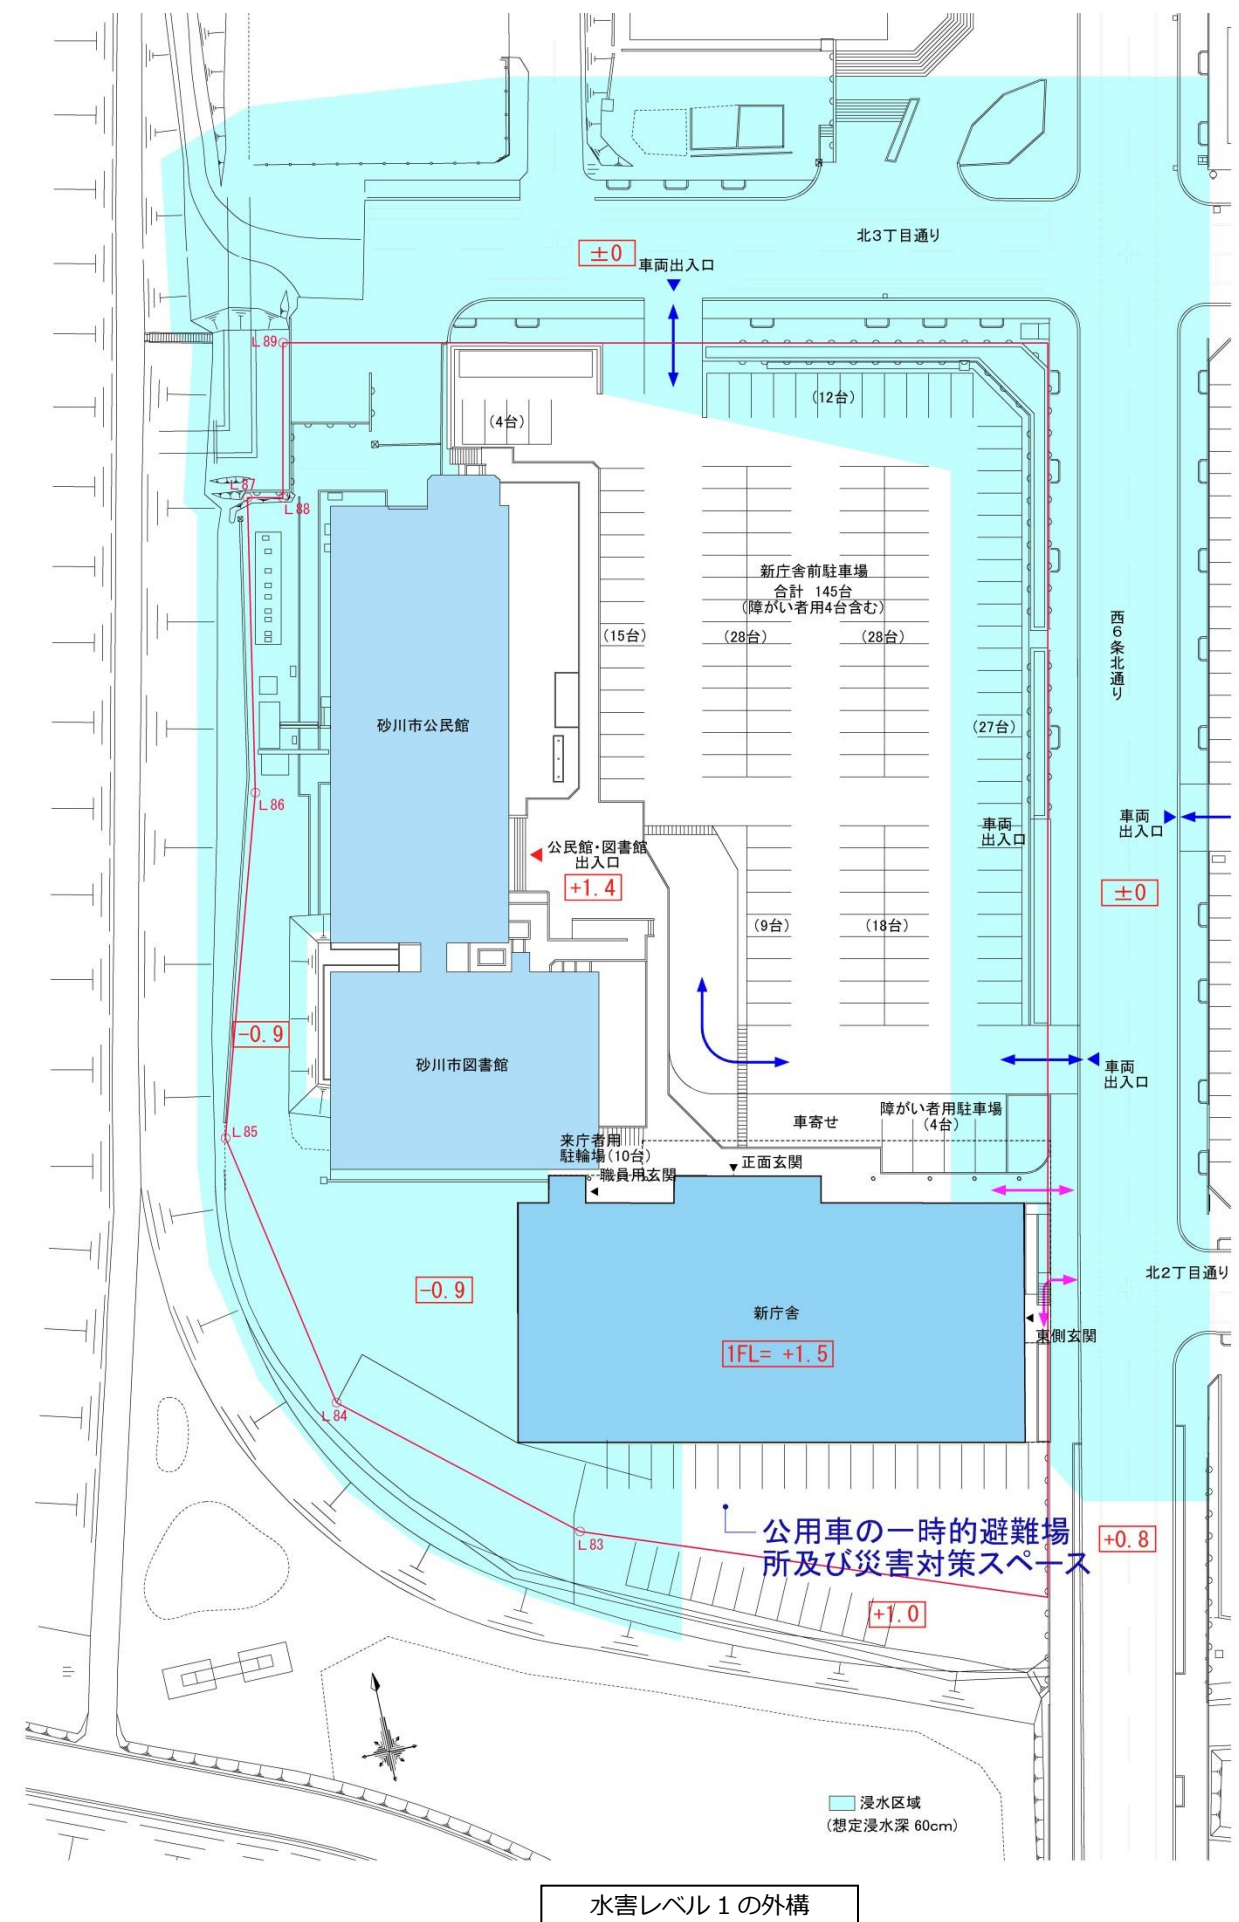 北3丁目通り
±0
車両出入口
L89
(12台)
(4台)
L87
L88
新庁舎前駐車場
合計 145台
(障がい者用4台含む)
(15台)
(28台)
(28台)
西6条北通り
砂川市公民館
(27台)
L86
車両
出入口
車両
出入口
公民館・図書館
出入口
+1.4
±0
(9台)
(18台)
-0.9
砂川市図書館
車両
出入口
障がい者用駐車場
(4台)
車寄せ
L85
来庁者用
駐輪場(10台)
正面玄関
職員用玄関
北2丁目通り
-0.9
新庁舎
東側玄関
1FL= +1.5
L84
公用車の一時的避難場
所及び災害対策スペース
L83
+0.8
+1.0
浸水区域
(想定浸水深 60cm)
水害レベル1の外構